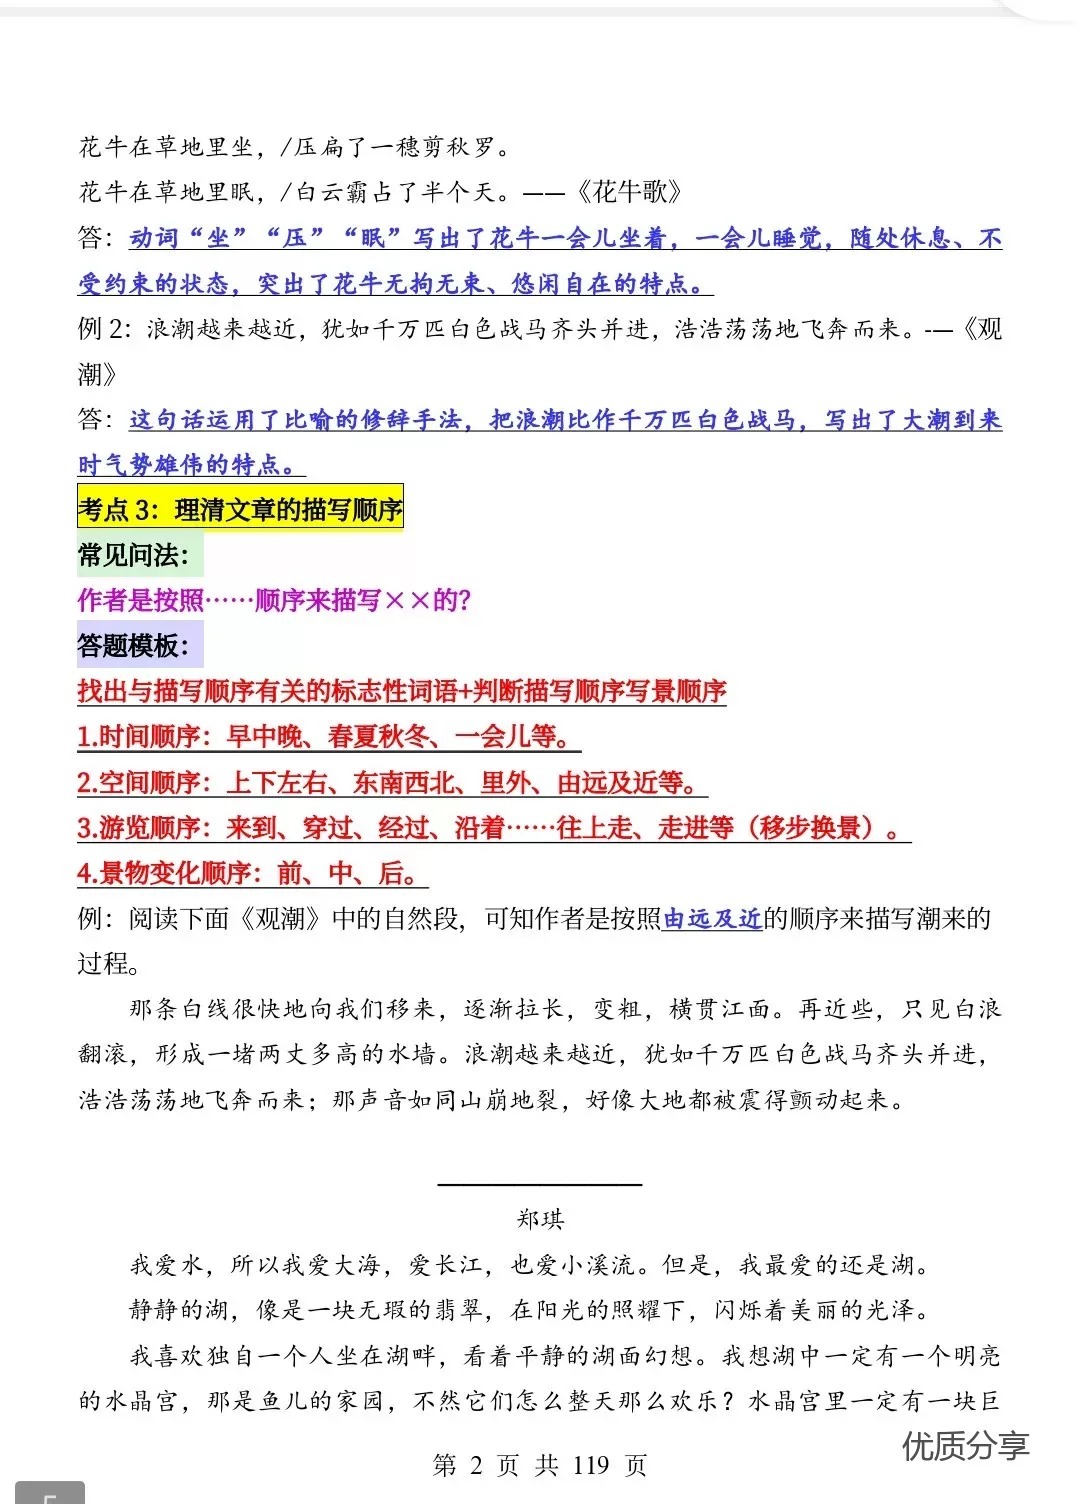 花牛在草地里坐，/压扁了一穗剪秋罗。
花牛在草地里眠，/白云霸占了半个天。——《花牛歌》
答：动词“坐”“压”“眠”写出了花牛一会儿坐着，一会儿睡觉，随处休息、不
受约束的状态，突出了花牛无拘无束、悠闲自在的特点。
例 2：浪潮越来越近，犹如千万匹白色战马齐头并进，浩浩荡荡地飞奔而来。-—《观
潮》
答：这句话运用了比喻的修辞手法，把浪潮比作千万匹白色战马，写出了大潮到来
时气势雄伟的特点。
考点 3：理清文章的描写顺序
常见问法：
作者是按照……顺序来描写××的？
答题模板：
找出与描写顺序有关的标志性词语+判断描写顺序写景顺序
1.时间顺序：早中晚、春夏秋冬、一会儿等。
2.空间顺序：上下左右、东南西北、里外、由远及近等。
3.游览顺序：来到、穿过、经过、沿着……往上走、走进等（移步换景）。
4.景物变化顺序：前、中、后。
例：阅读下面《观潮》中的自然段，可知作者是按照由远及近的顺序来描写潮来的
过程。
那条白线很快地向我们移来，逐渐拉长，变粗，横贯江面。再近些，只见白浪
翻滚，形成一堵两丈多高的水墙。浪潮越来越近，犹如千万匹白色战马齐头并进，
浩浩荡荡地飞奔而来；那声音如同山崩地裂，好像大地都被震得颤动起来。
郑琪
我爱水，所以我爱大海，爱长江，也爱小溪流。但是，我最爱的还是湖。
静静的湖，像是一块无瑕的翡翠，在阳光的照耀下，闪烁着美丽的光泽。
我喜欢独自一个人坐在湖畔，看着平静的湖面幻想。我想湖中一定有一个明亮
的水晶宫，那是鱼儿的家园，不然它们怎么整天那么欢乐？水晶宫里一定有一块巨
优质分享
第 2 页 共 119 页